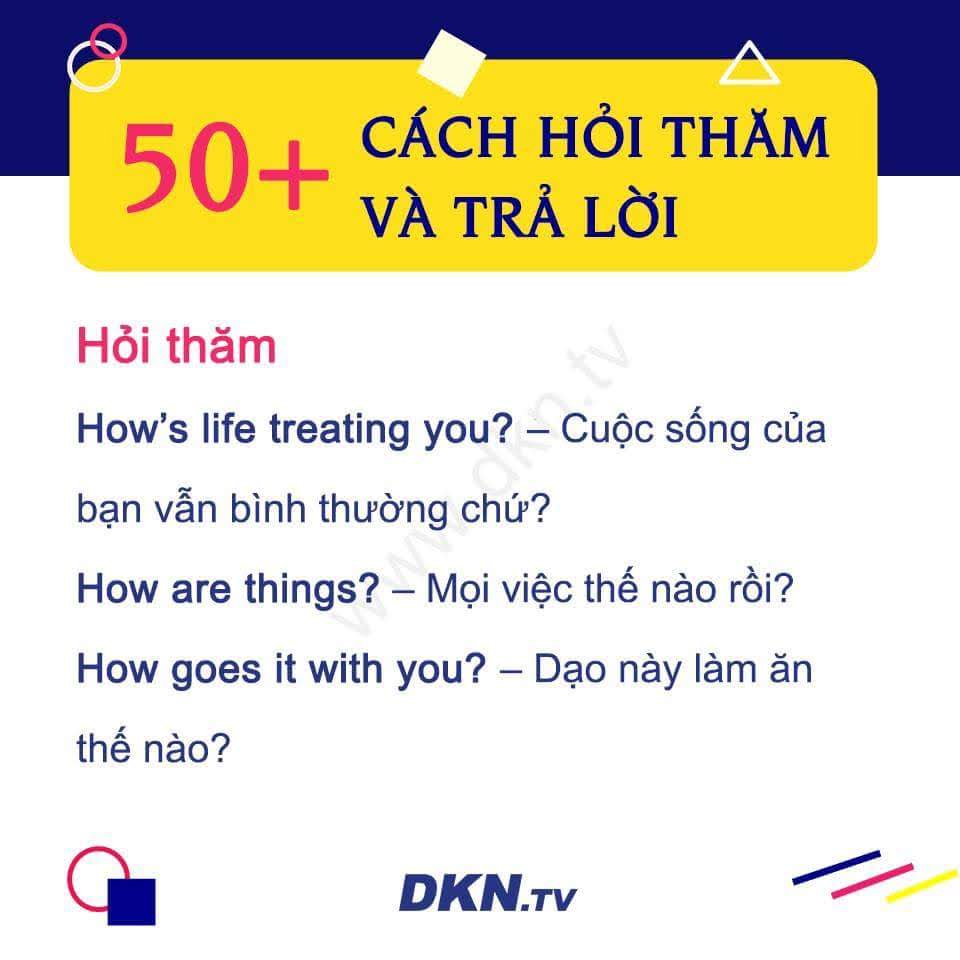 50+ CÁCH HỎI THĂM
VÀ TRẢ LỜI
Hỏi thăm
How’s life treating you? – Cuộc sống của
bạn vẫn bình thường chứ?
How are things? – Mọi việc thế nào rồi?
How goes it with you? – Dạo này làm ăn
thế nào?
www.dkn.tv
DKN.TV